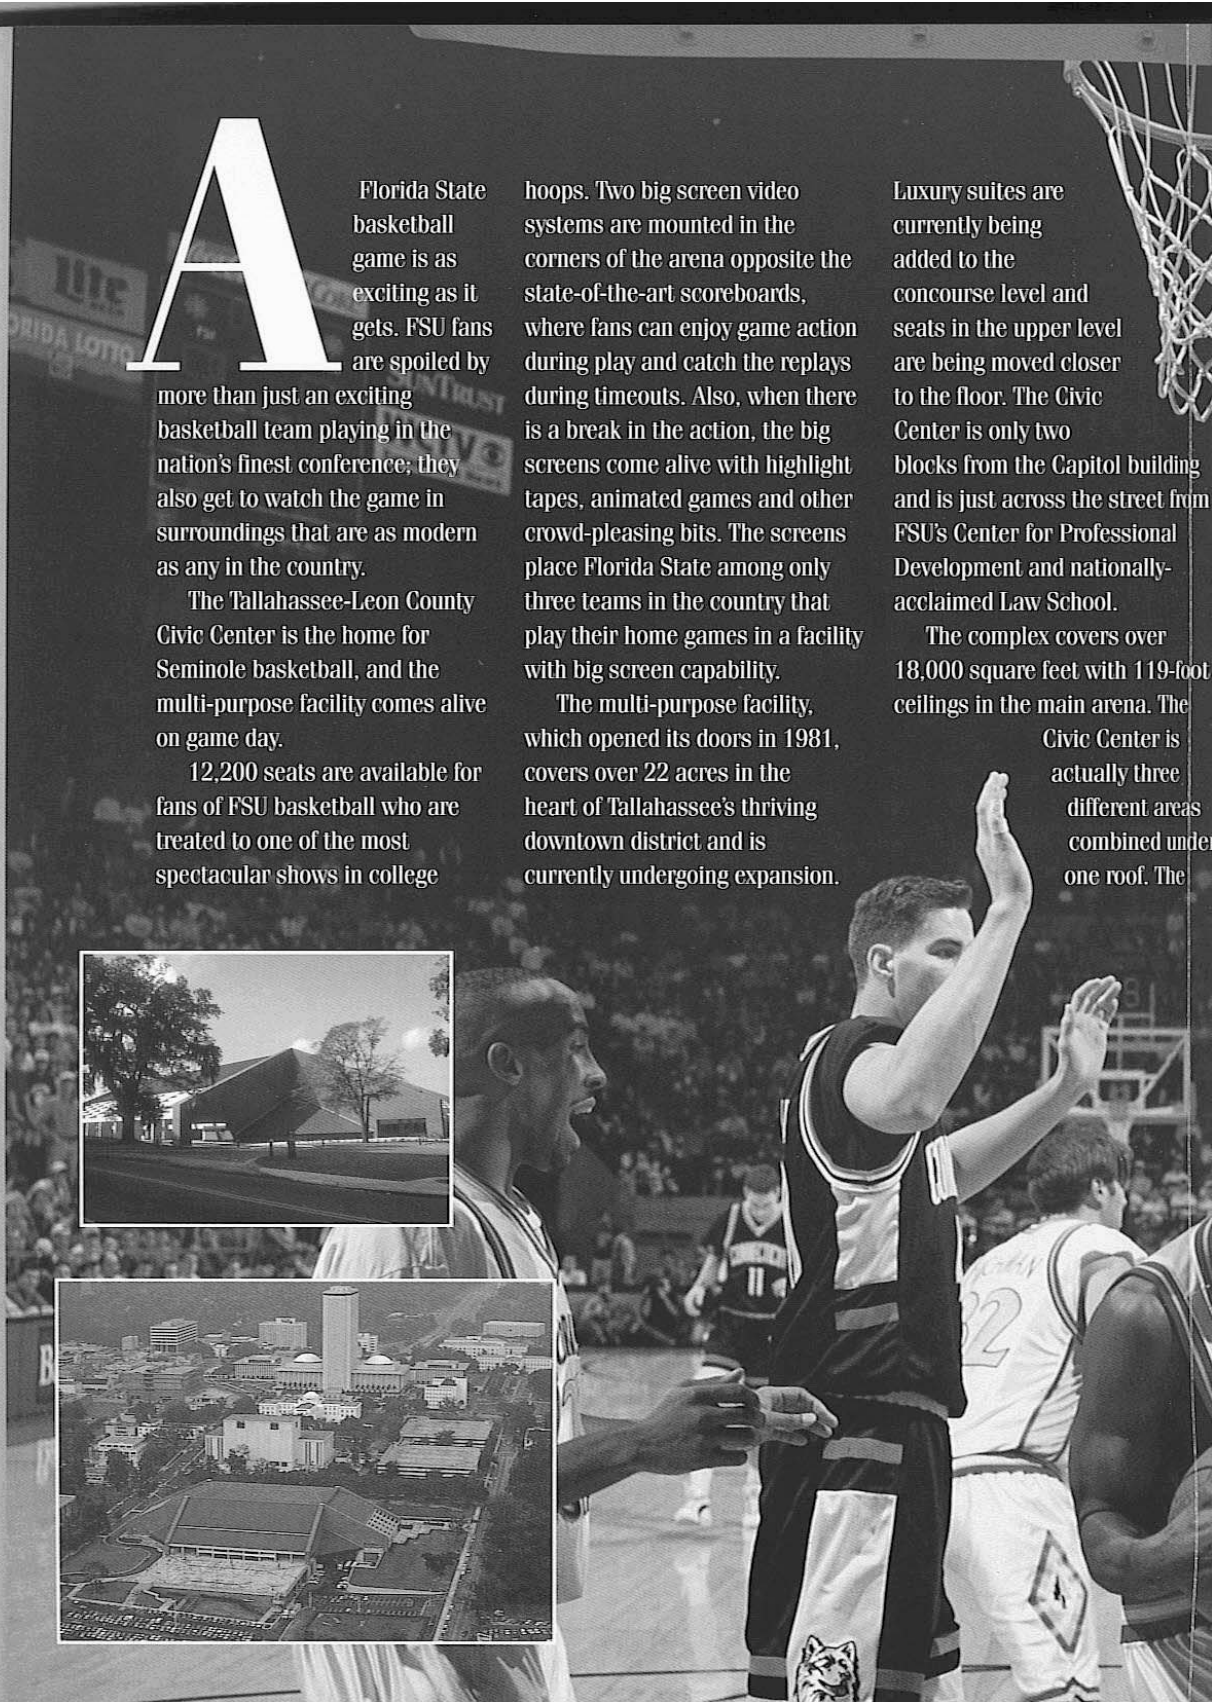 A Florida State
basketball
game is as
exciting as it
gets. FSU fans
are spoiled by
more than just an exciting
basketball team playing in the
nation's finest conference; they
also get to watch the game in
surroundings that are as modern
as any in the country.
The Tallahassee-Leon County
Civic Center is the home for
Seminole basketball, and the
multi-purpose facility comes alive
on game day.
12,200 seats are available for
fans of FSU basketball who are
treated to one of the most
spectacular shows in college
hoops. Two big screen video
systems are mounted in the
corners of the arena opposite the
state-of-the-art scoreboards,
where fans can enjoy game action
during play and catch the replays
during timeouts. Also, when there
is a break in the action, the big
screens come alive with highlight
tapes, animated games and other
crowd-pleasing bits. The screens
place Florida State among only
three teams in the country that
play their home games in a facility
with big screen capability.
The multi-purpose facility,
which opened its doors in 1981,
covers over 22 acres in the
heart of Tallahassee's thriving
downtown district and is
currently undergoing expansion.
Luxury suites are
currently being
added to the
concourse level and
seats in the upper level
are being moved closer
to the floor. The Civic
Center is only two
blocks from the Capitol building
and is just across the street from
FSU's Center for Professional
Development and nationally-
acclaimed Law School.
The complex covers over
18,000 square feet with 119-foot
ceilings in the main arena. The
Civic Center is
actually three
different areas
combined under
one roof. The
Lite
ORIDA LOTTO
FSU
SUNTRUST
11
32